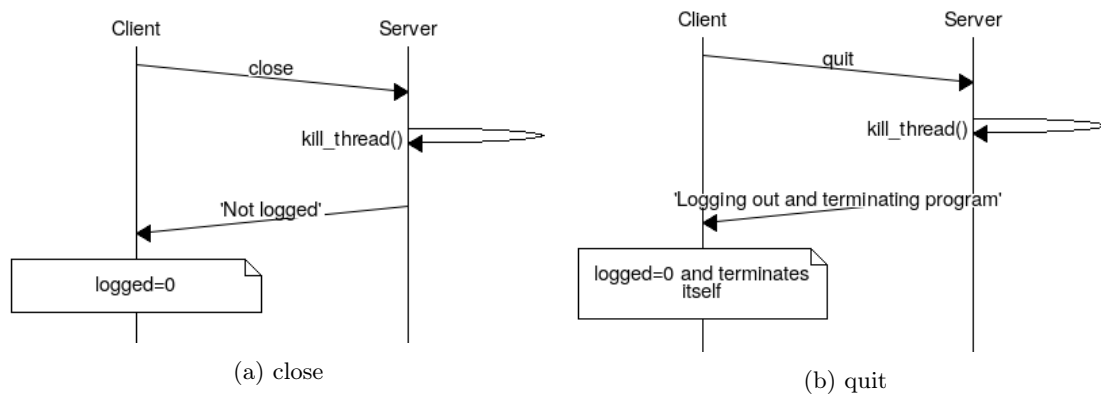 Client
Server
close
kill_thread()
'Not logged'
logged=0
(a) close
Client
Server
quit
kill_thread()
'Logging out and terminating program'
logged=0 and terminates
itself
(b) quit